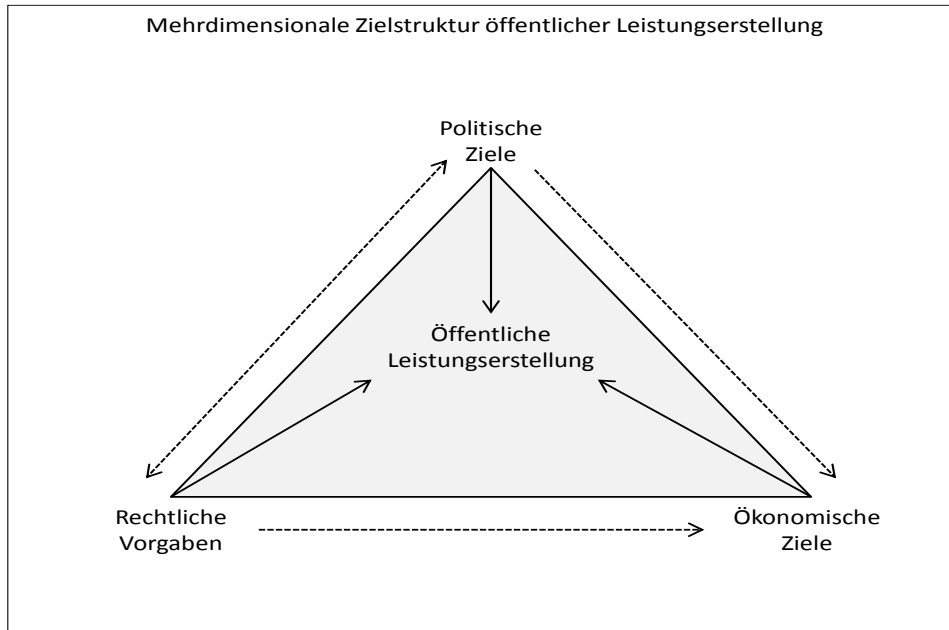 Mehrdimensionale Zielstruktur öffentlicher Leistungserstellung
Politische
Ziele
Öffentliche
Leistungserstellung
Rechtliche
Vorgaben
Ökonomische
Ziele